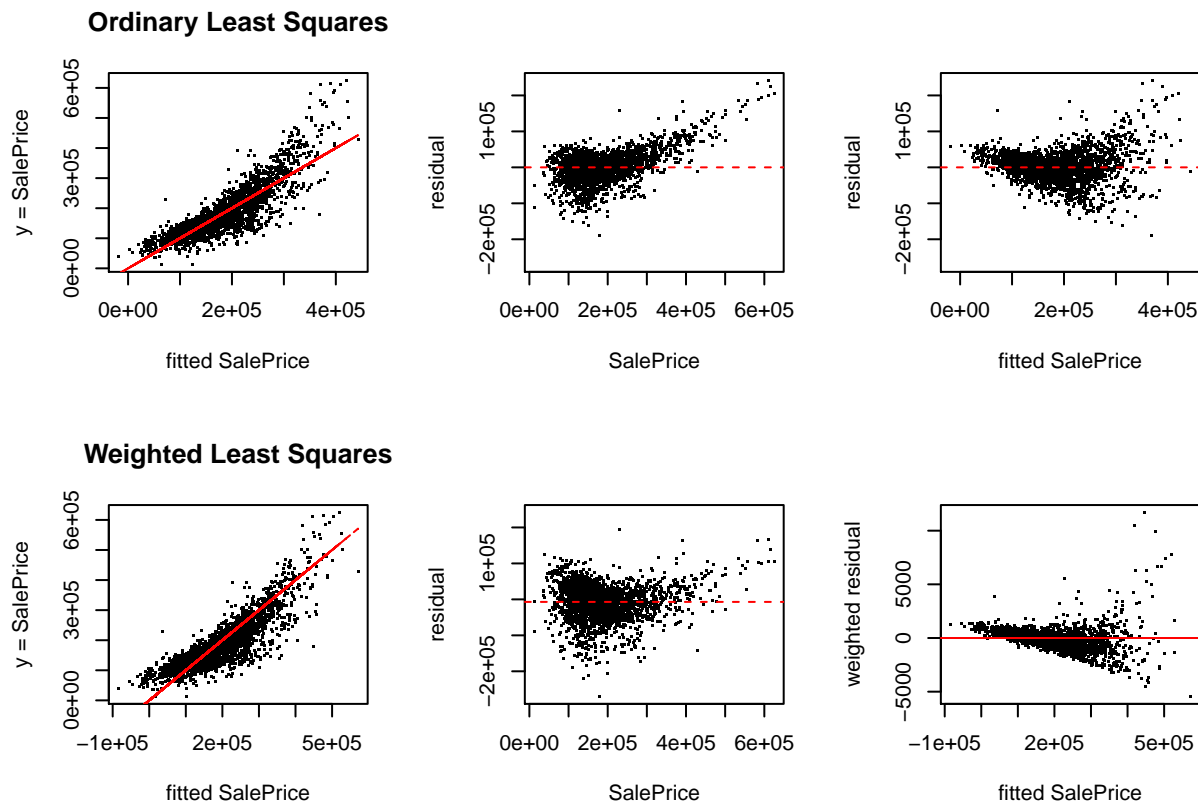 Ordinary Least Squares
y = SalePrice
0e+00 3e+05 6e+05
0e+00 2e+05 4e+05
fitted SalePrice
residual
−2e+05 1e+05
0e+00 2e+05 4e+05 6e+05
SalePrice
residual
−2e+05 1e+05
0e+00 2e+05 4e+05
fitted SalePrice
Weighted Least Squares
y = SalePrice
0e+00 3e+05 6e+05
−1e+05 2e+05 5e+05
fitted SalePrice
residual
−2e+05 1e+05
0e+00 2e+05 4e+05 6e+05
SalePrice
weighted residual
−5000 0 5000
−1e+05 2e+05 5e+05
fitted SalePrice